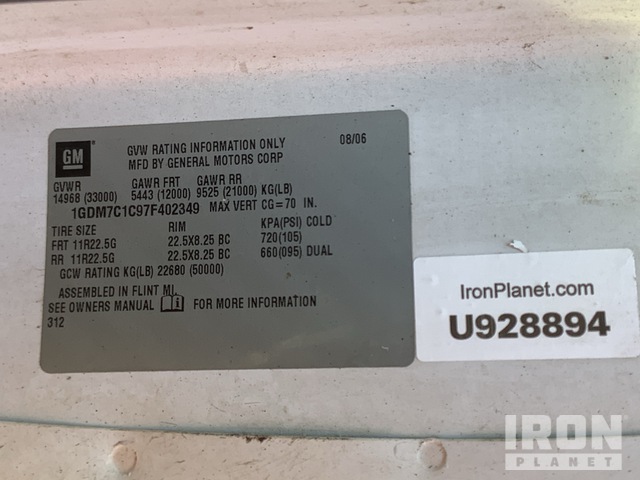 GM
GVW RATING INFORMATION ONLY 08/06
MFD BY GENERAL MOTORS CORP
GVWR GAWR FRT GAWR RR
14968 (33000) 5443 (12000) 9525 (21000) KG(LB)
1GDM7C1C97F402349 MAX VERT CG=70 IN.
TIRE SIZE RIM KPA(PSI) COLD
FRT 11R22.5G 22.5X8.25 BC 720(105)
RR 11R22.5G 22.5X8.25 BC 660(095) DUAL
GCW RATING KG(LB) 22680 (50000)
ASSEMBLED IN FLINT MI.
SEE OWNERS MANUAL FOR MORE INFORMATION
312
IronPlanet.com
U928894
IRON
PLANET